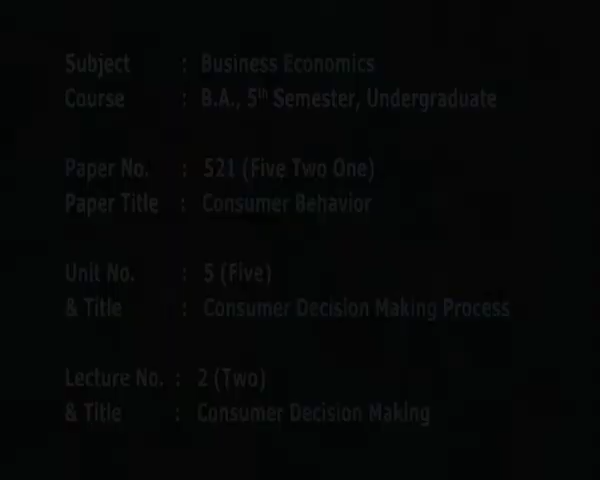 Subject : Business Economics
Course : B.A., 5th Semester, Undergraduate
Paper No. : 521 (Five Two One)
Paper Title : Consumer Behavior
Unit No. : 5 (Five)
& Title : Consumer Decision Making Process
Lecture No. : 2 (Two)
& Title : Consumer Decision Making